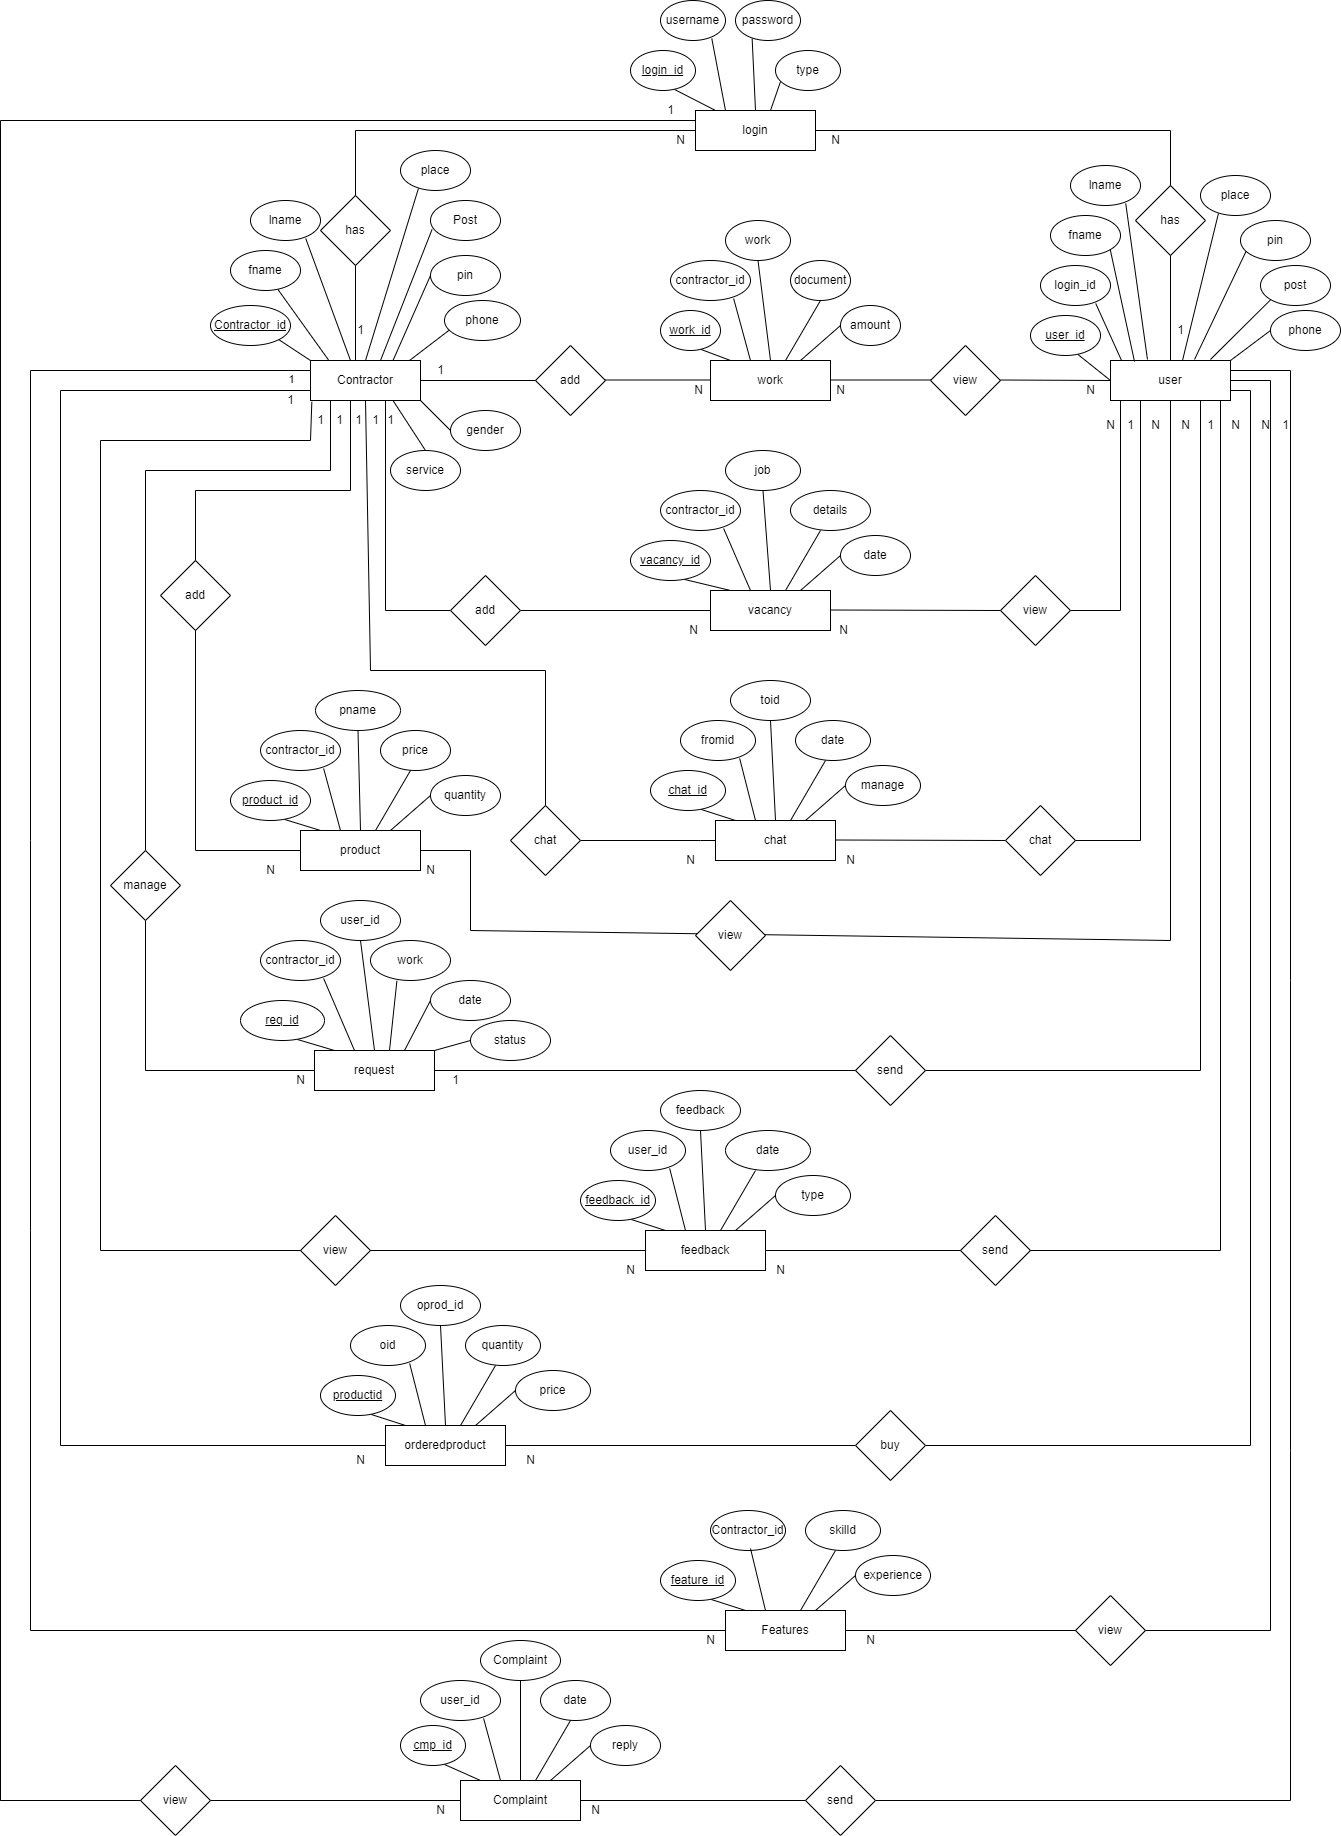 username
password
login_id
type
1
login
N
N
place
lname
place
lname
Post
has
has
fname
work
pin
fname
pin
contractor_id
document
login_id
post
Contractor_id
phone
work_id
amount
user_id
phone
1
1
Contractor
1
1
add
N
work
N
view
N
user
1
1
1
1
1
1
gender
service
N
1
N
N
1
N
N
1
job
contractor_id
details
vacancy_id
date
add
add
vacancy
view
N
N
pname
toid
contractor_id
price
fromid
date
product_id
quantity
chat_id
manage
product
chat
chat
chat
N
N
N
N
manage
user_id
view
contractor_id
work
req_id
date
status
request
send
N
1
feedback
user_id
date
feedback_id
type
view
feedback
send
N
N
oprod_id
oid
quantity
productid
price
orderedproduct
buy
N
N
Contractor_id
skilld
feature_id
experience
Features
view
N
N
Complaint
user_id
date
cmp_id
reply
view
Complaint
send
N
N